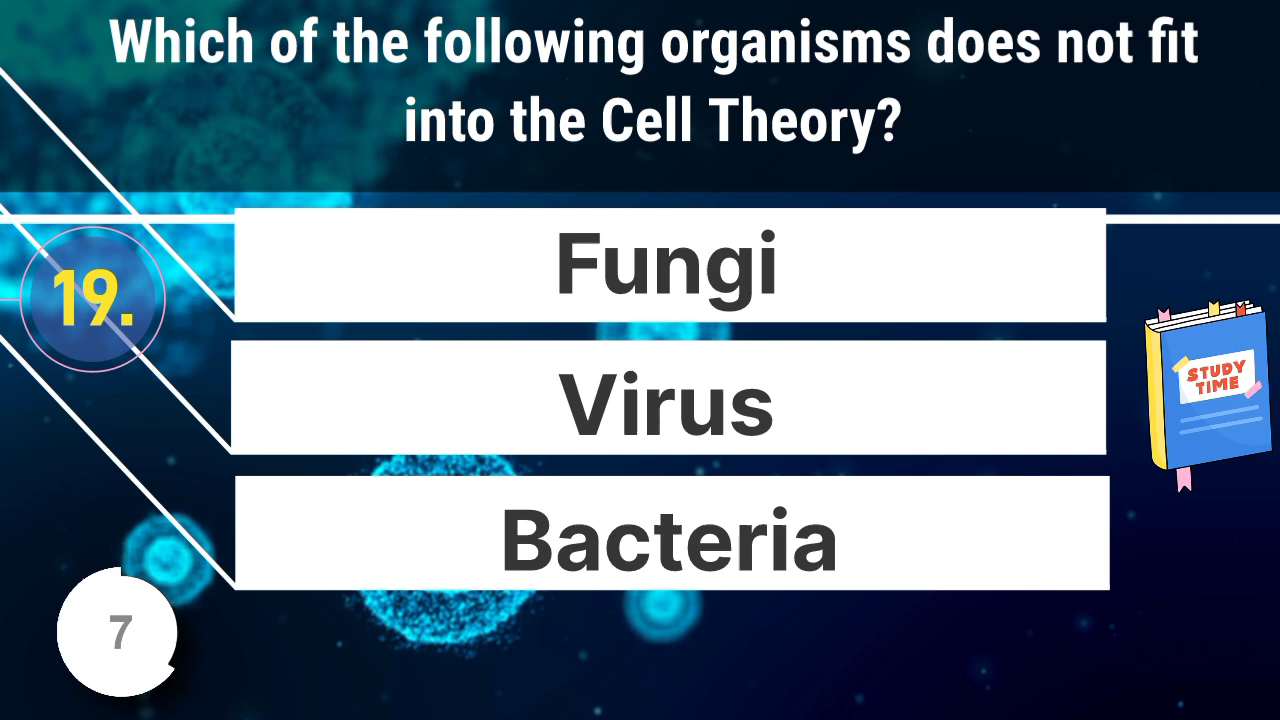 Which of the following organisms does not fit
into the Cell Theory?
19.
Fungi
Virus
Bacteria
STUDY
TIME
7